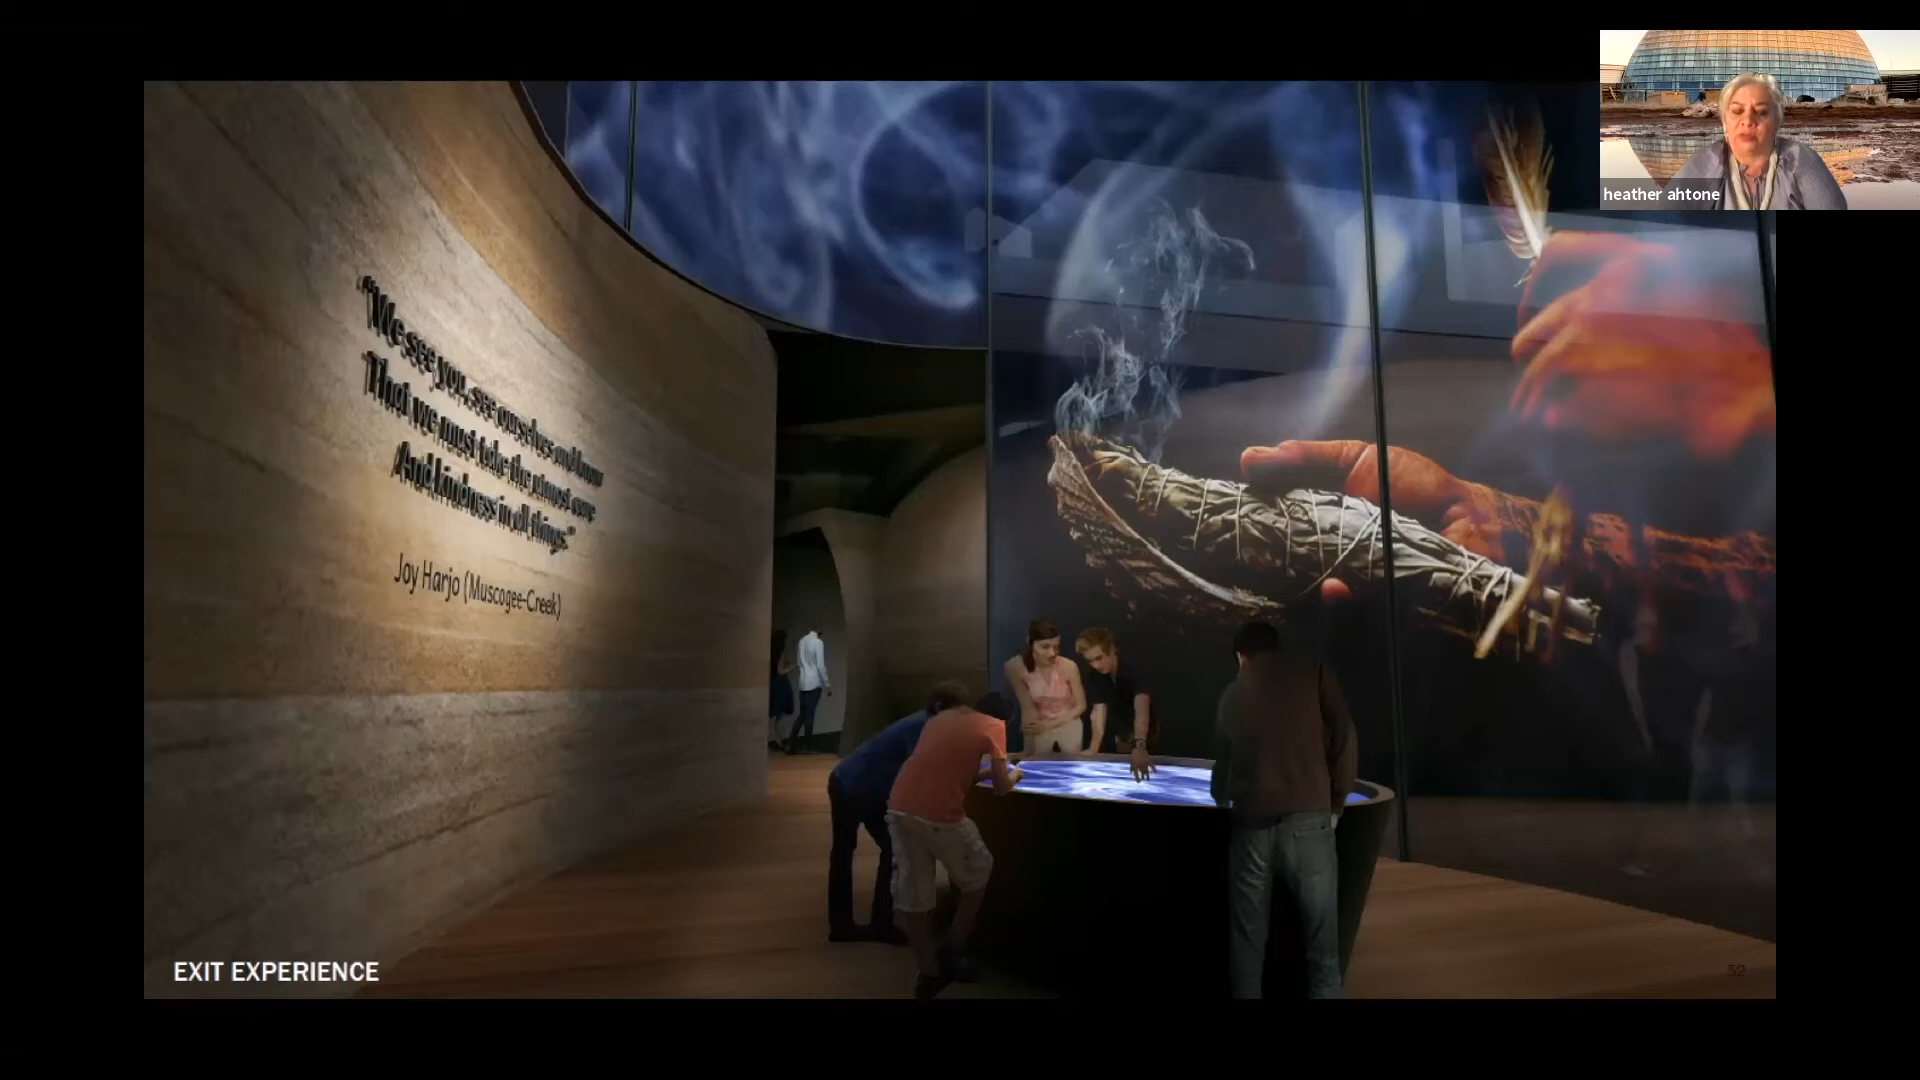 heather ahtone
"We see you, see ourselves and know
That we must take the utmost care
And kindness in all things."
Joy Harjo (Muscogee-Creek)
EXIT EXPERIENCE
52